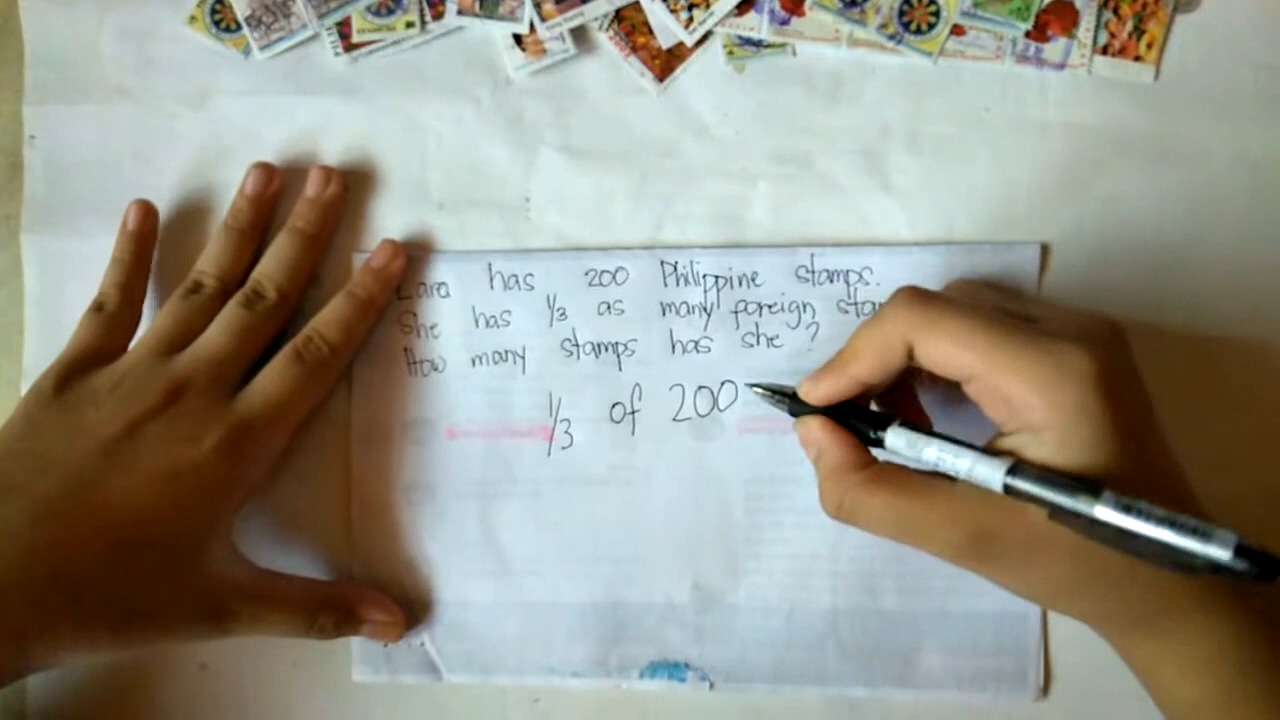 Lara has 200 Philippine stamps.
She has 1/3 as many foreign
How many stamps has she?
1/3 of 200